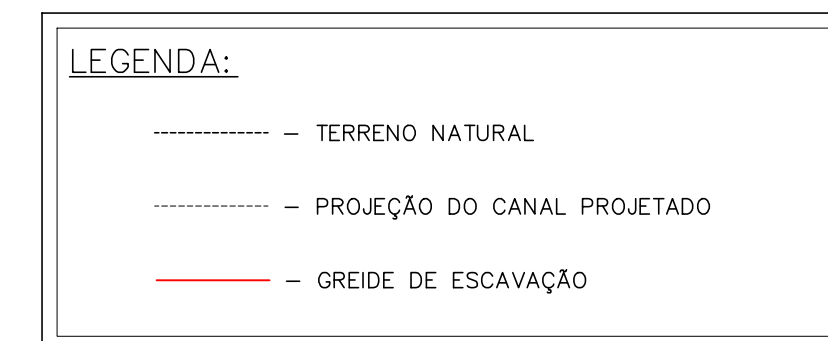 LEGENDA:
– TERRENO NATURAL
– PROJEÇÃO DO CANAL PROJETADO
– GREIDE DE ESCAVAÇÃO